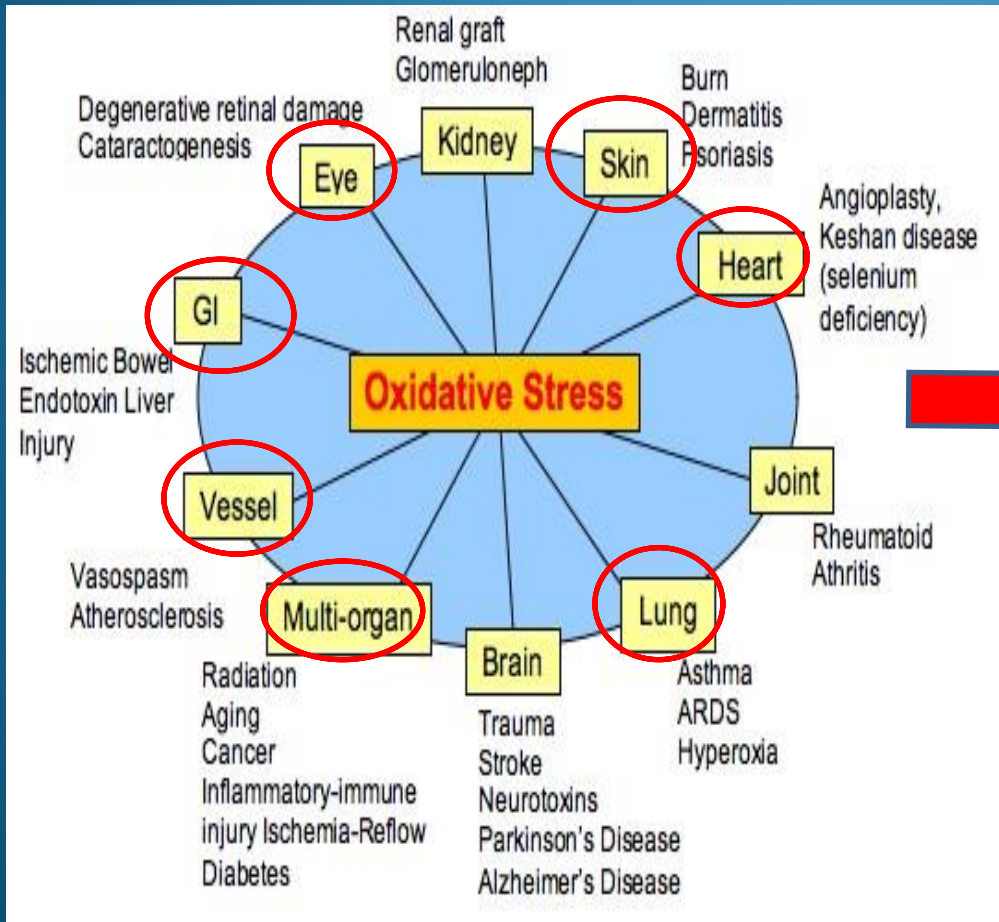 Renal graft
Glomeruloneph
Kidney
Burn
Dermatitis
Psoriasis
Skin
Degenerative retinal damage
Cataractogenesis
Eye
Angioplasty,
Keshan disease
(selenium
deficiency)
Heart
GI
Ischemic Bowel
Endotoxin Liver
Injury
Oxidative Stress
Vessel
Vasospasm
Atherosclerosis
Joint
Rheumatoid
Athritis
Multi-organ
Radiation
Aging
Cancer
Inflammatory-immune
injury Ischemia-Reflow
Diabetes
Brain
Trauma
Stroke
Neurotoxins
Parkinson's Disease
Alzheimer's Disease
Lung
Asthma
ARDS
Hyperoxia